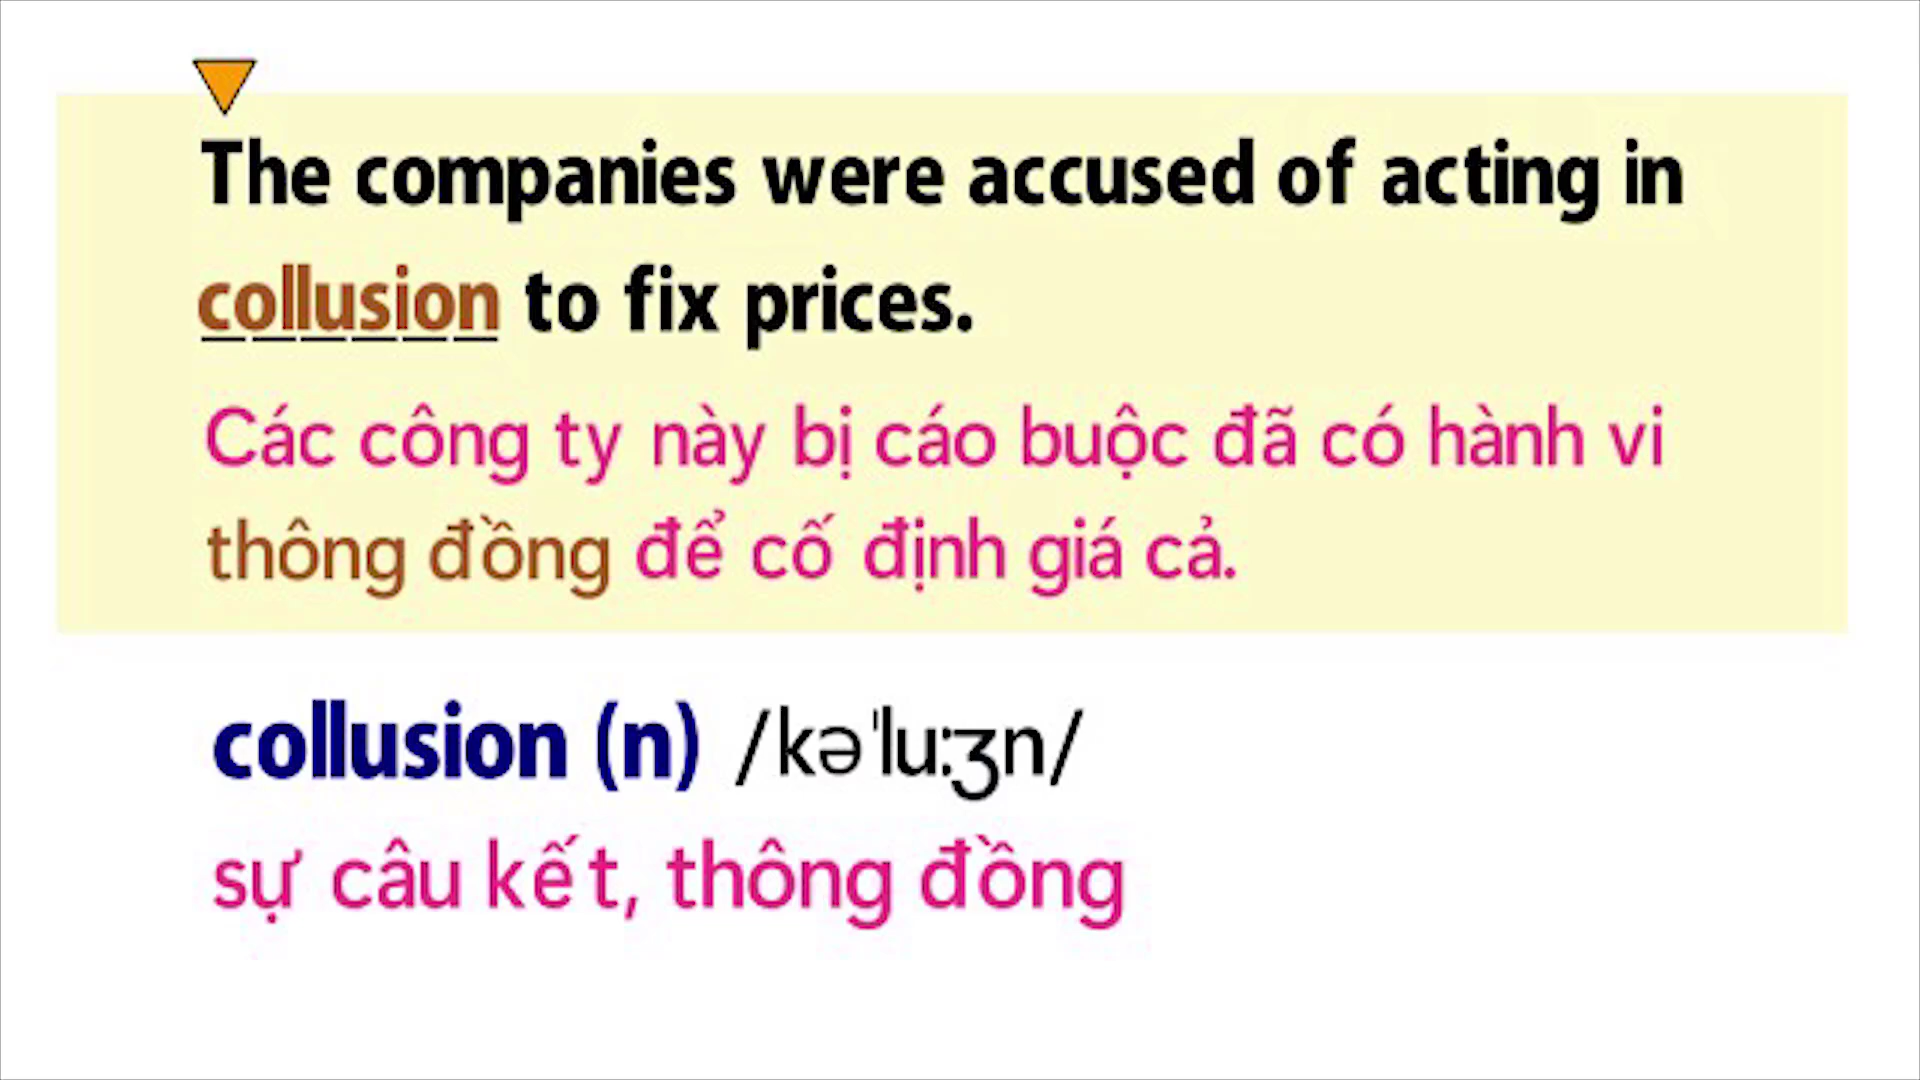 The companies were accused of acting in
collusion to fix prices.
Các công ty này bị cáo buộc đã có hành vi
thông đồng để cố định giá cả.
collusion (n) /kəˈluːʒn/
sự câu kết, thông đồng